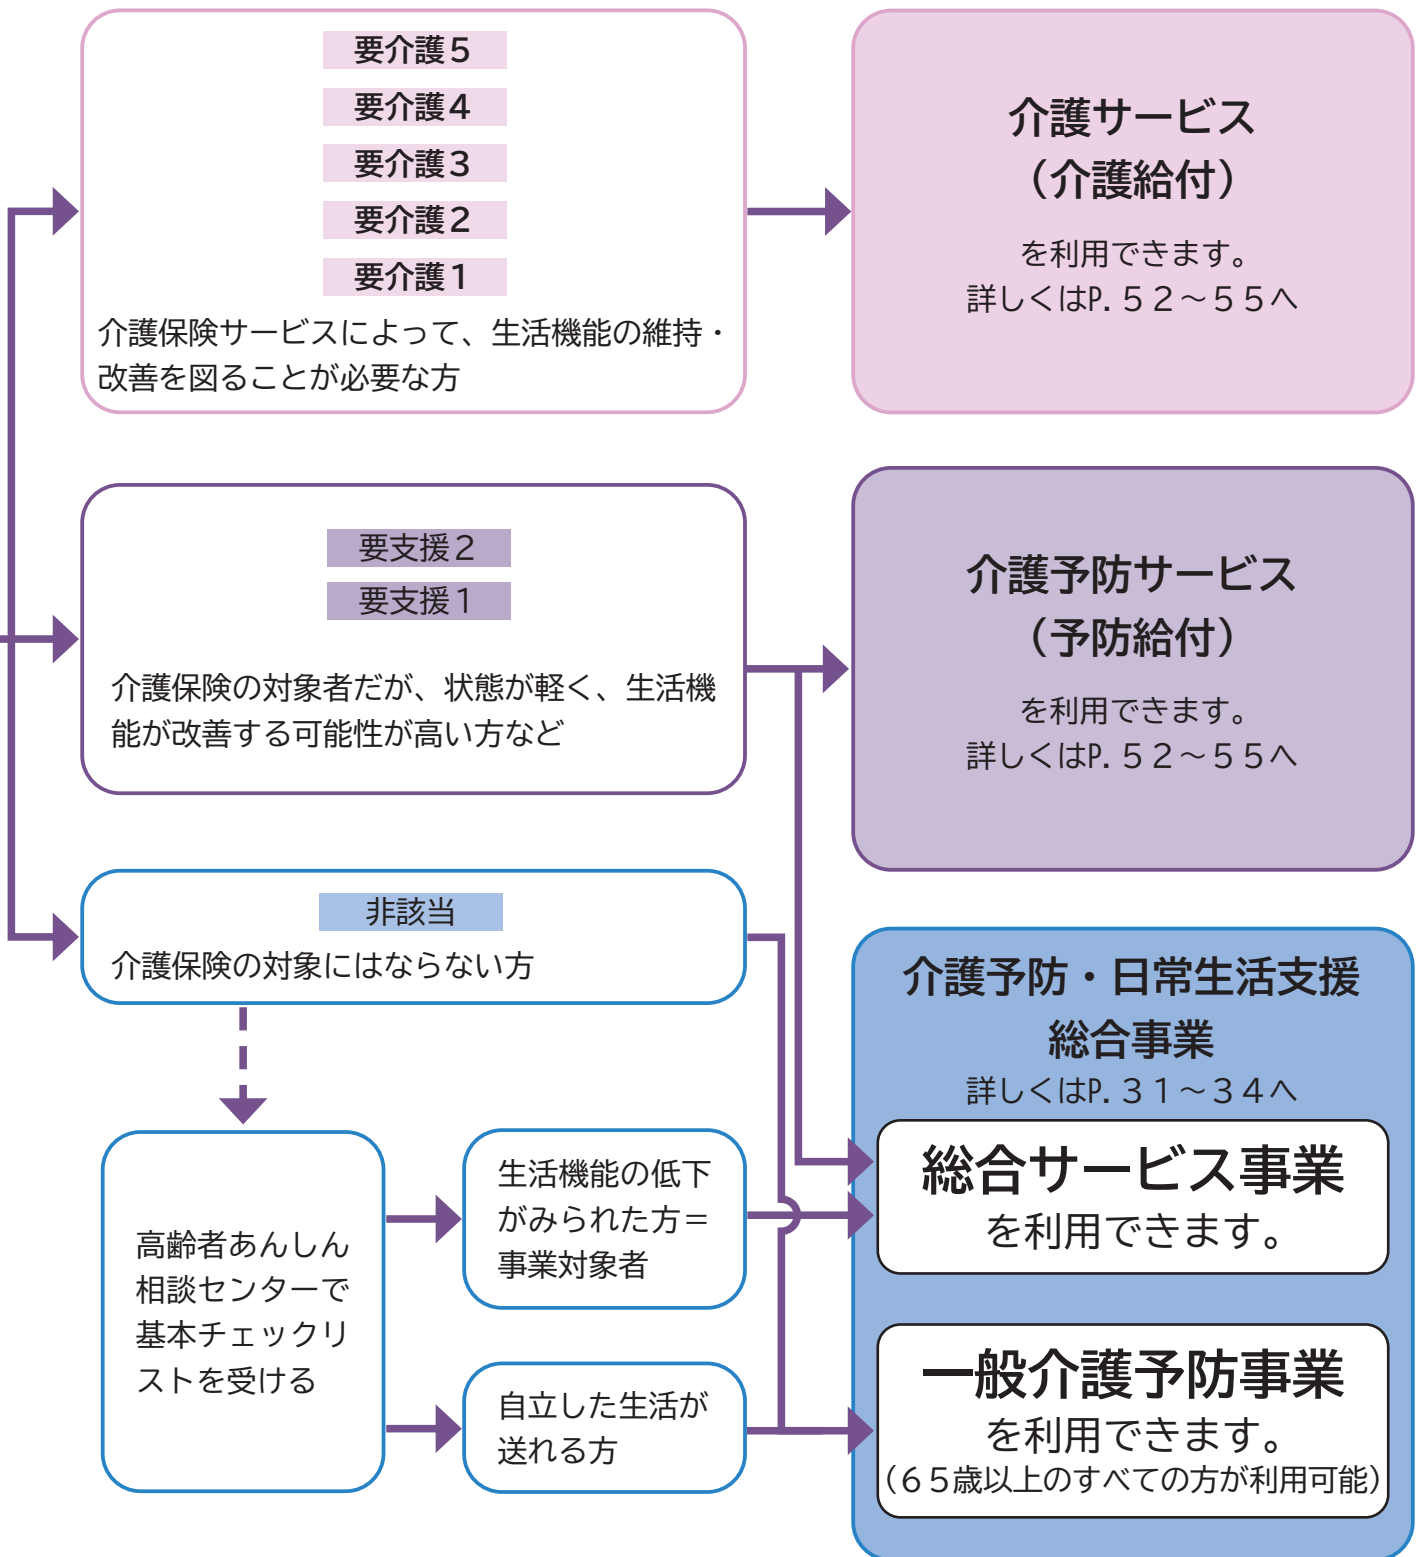 要介護５
要介護４
要介護３
要介護２
要介護１
介護保険サービスによって、生活機能の維持・
改善を図ることが必要な方
介護サービス
（介護給付）
を利用できます。
詳しくはP.５２～５５へ
要支援２
要支援１
介護保険の対象者だが、状態が軽く、生活機
能が改善する可能性が高い方など
介護予防サービス
（予防給付）
を利用できます。
詳しくはP.５２～５５へ
非該当
介護保険の対象にはならない方
高齢者あんしん
相談センターで
基本チェックリ
ストを受ける
生活機能の低下
がみられた方＝
事業対象者
自立した生活が
送れる方
介護予防・日常生活支援
総合事業
詳しくはP.３１～３４へ
総合サービス事業
を利用できます。
一般介護予防事業
を利用できます。
（６５歳以上のすべての方が利用可能）